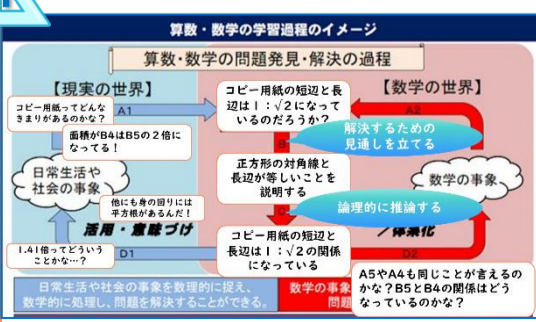 算数・数学の学習過程のイメージ
算数・数学の問題発見・解決の過程
【現実の世界】
【数学の世界】
コピー用紙ってどんな
きまりがあるのかな?
A1
面積がB4はB5の2倍に
なってる!
コピー用紙の短辺と長
辺は1:√2になって
いるのだろうか?
A2
B
解決するための
見通しを立てる
日常生活や
社会の事象
正方形の対角線と
長辺が等しいことを
説明する
数学の事象
他にも身の回りには
平方根があるんだ!
C
論理的に推論する
活用・意味づけ
1.41倍ってどういう
ことかな…?
D1
コピー用紙の短辺と
長辺は1:√2の関係
になっている
体系化
D2
A5やA4も同じことが言えるの
かな?B5とB4の関係はどう
なっているのかな?
日常生活や社会の事象を数理的に捉え、
数学的に処理し、問題を解決することができる。
数学の事象
問題